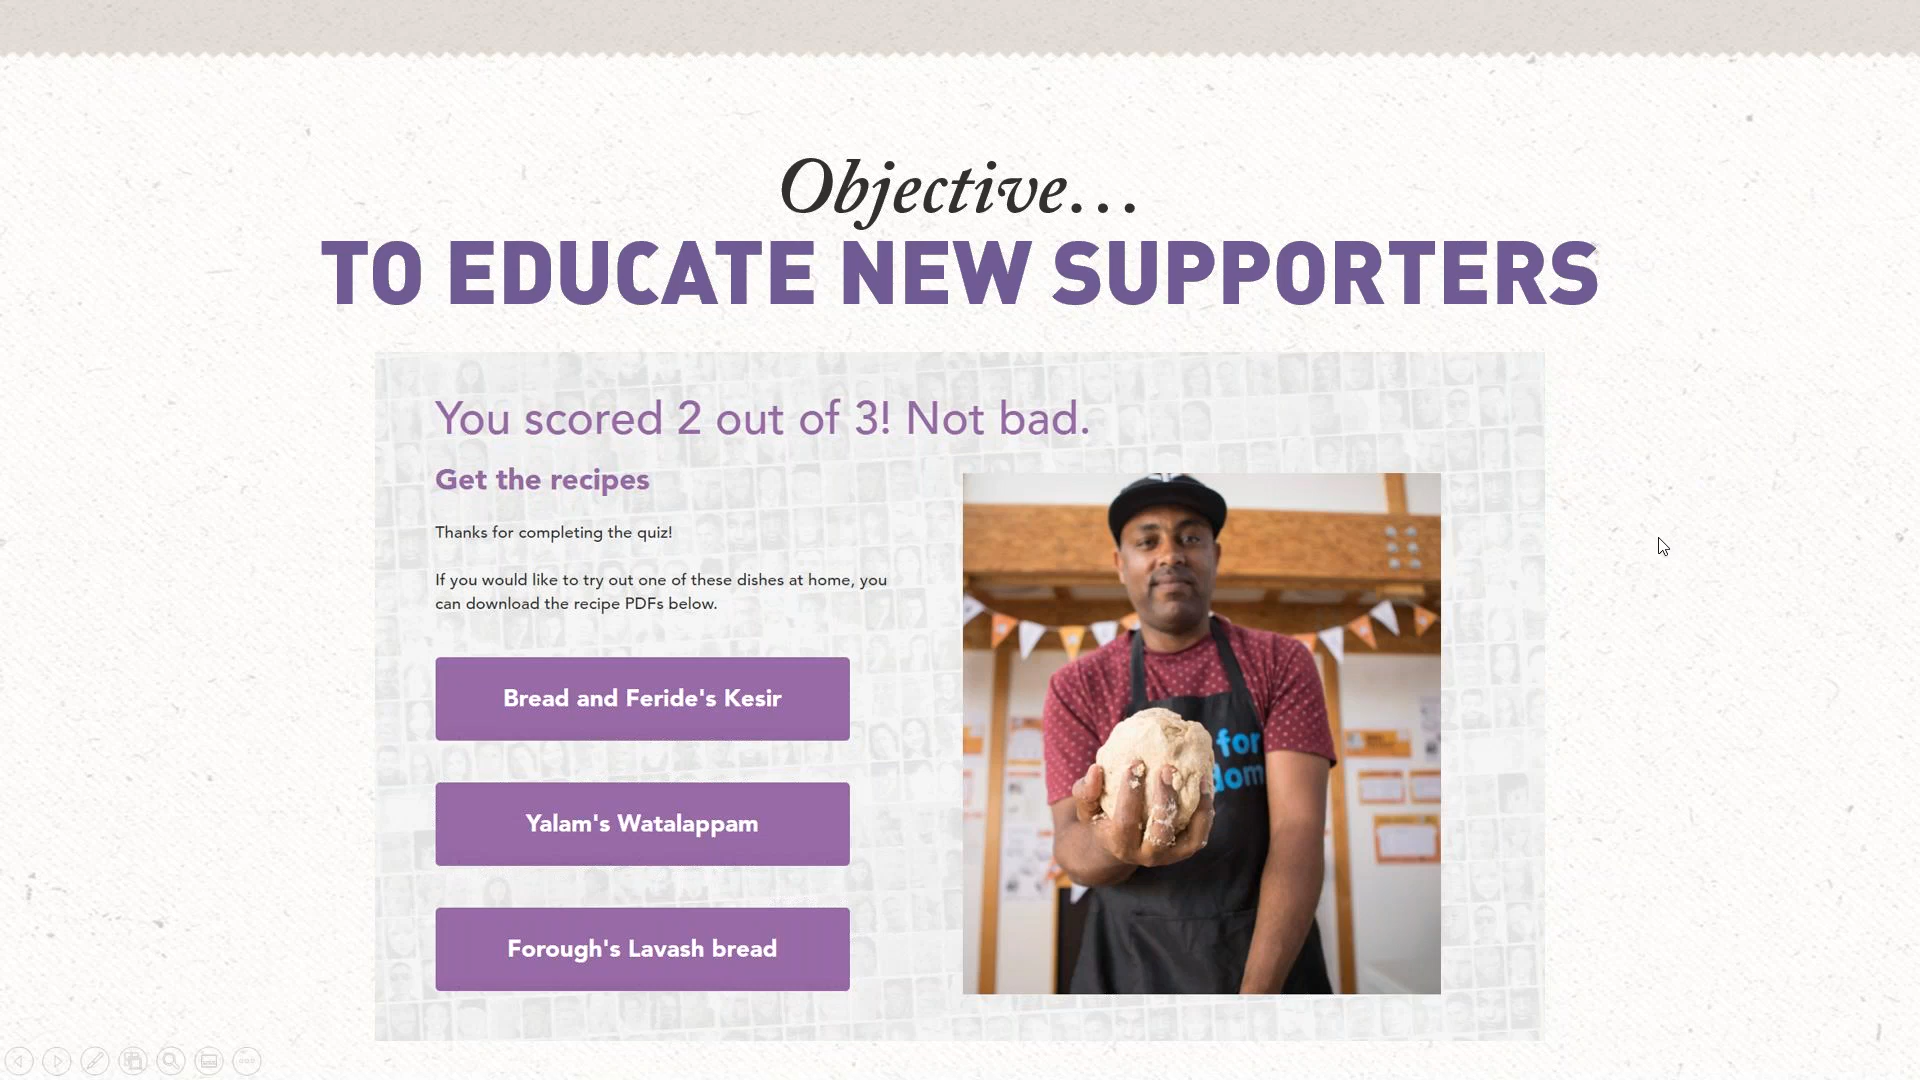 Objective...
TO EDUCATE NEW SUPPORTERS
You scored 2 out of 3! Not bad.
Get the recipes
Thanks for completing the quiz!
If you would like to try out one of these dishes at home, you
can download the recipe PDFs below.
Bread and Feride's Kesir
Yalam's Watalappam
Forough's Lavash bread
for
dom